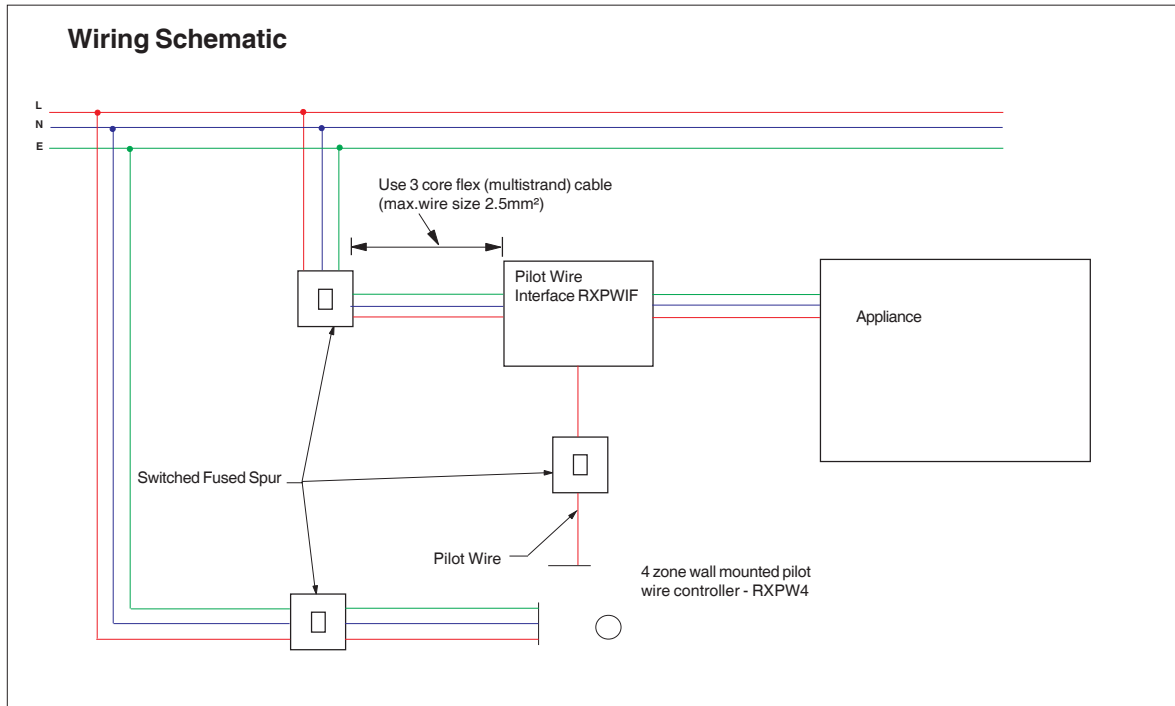 Wiring Schematic
L
N
E
Use 3 core flex (multistrand) cable
(max.wire size 2.5mm²)
Pilot Wire
Interface RXPWIF
Appliance
Switched Fused Spur
Pilot Wire
4 zone wall mounted pilot
wire controller - RXPW4